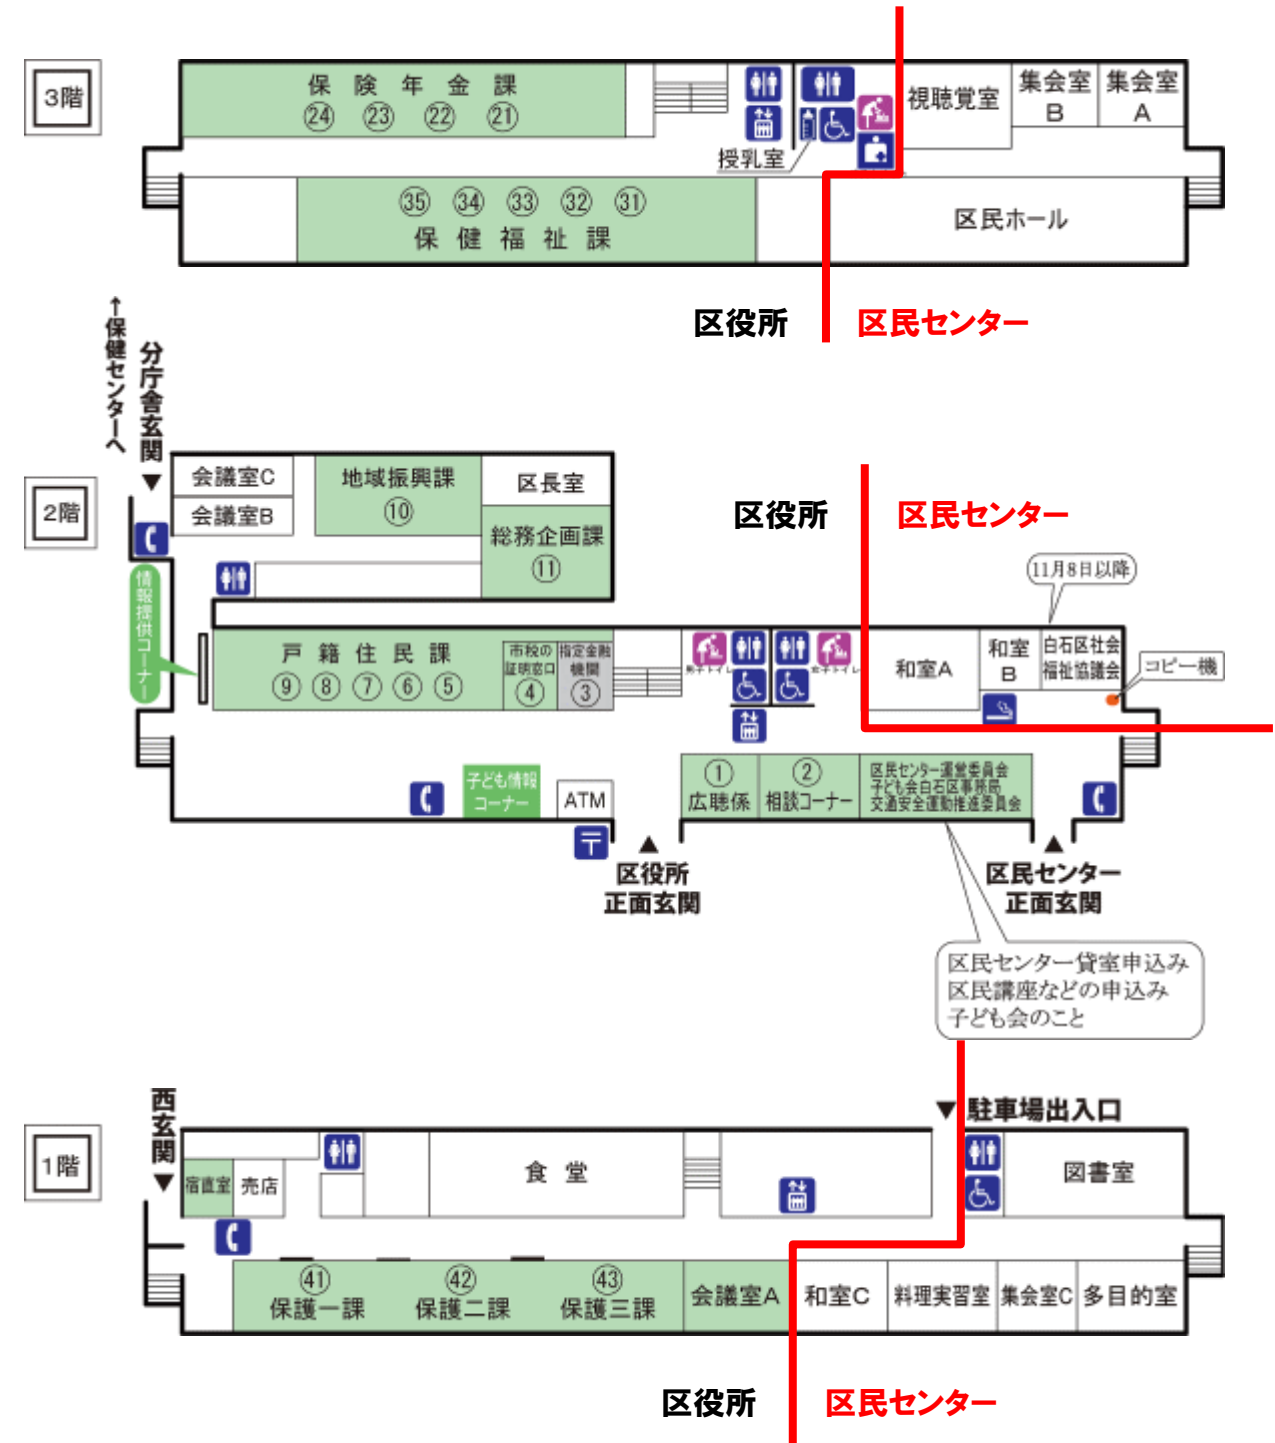 3階
保険年金課
㉔ ㉓ ㉒ ㉑
授乳室
視聴覚室
集会室
B
集会室
A
㉟ ㉞ ㉝ ㉜ ㉛
保健福祉課
区民ホール
区役所
区民センター
↑保健センターへ
分庁舎玄関
▼
2階
会議室C
会議室B
地域振興課
⑩
区長室
総務企画課
⑪
区役所
区民センター
11月8日以降
情報提供コーナー
戸籍住民課
⑨ ⑧ ⑦ ⑥ ⑤
市税の
証明窓口
④
指定金融
機関
③
男子トイレ
女子トイレ
和室A
和室
B
白石区社会
福祉協議会
コピー機
子ども情報
コーナー
ATM
①
広聴係
②
相談コーナー
区民センター運営委員会
子ども会白石区事務局
交通安全運動推進委員会
〒
▲
区役所
正面玄関
▲
区民センター
正面玄関
区民センター貸室申込み
区民講座などの申込み
子ども会のこと
1階
西玄関
▼
▼駐車場出入口
宿直室
売店
食堂
図書室
㊶
保護一課
㊷
保護二課
㊸
保護三課
会議室A
和室C
料理実習室
集会室C
多目的室
区役所
区民センター